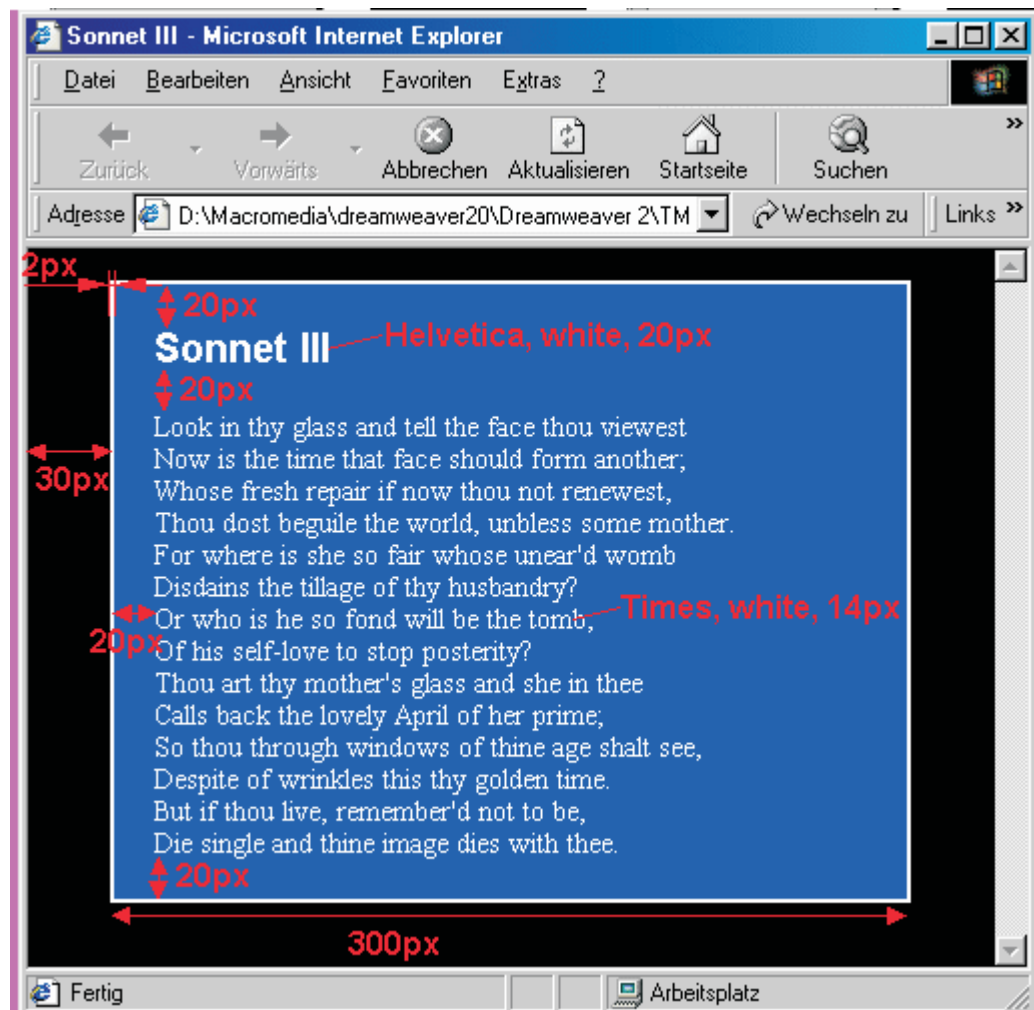 Sonnet III - Microsoft Internet Explorer
Datei Bearbeiten Ansicht Favoriten Extras ?
Zurück Vorwärts Abbrechen Aktualisieren Startseite Suchen »
Adresse D:\Macromedia\dreamweaver20\Dreamweaver 2\TM Wechseln zu Links »
2px
20px
Helvetica, white, 20px
Sonnet III
20px
Look in thy glass and tell the face thou viewest
Now is the time that face should form another;
30px
Whose fresh repair if now thou not renewest,
Thou dost beguile the world, unbless some mother.
For where is she so fair whose unear'd womb
Disdains the tillage of thy husbandry?
Times, white, 14px
Or who is he so fond will be the tomb,
20px
Of his self-love to stop posterity?
Thou art thy mother's glass and she in thee
Calls back the lovely April of her prime;
So thou through windows of thine age shalt see,
Despite of wrinkles this thy golden time.
But if thou live, remember'd not to be,
Die single and thine image dies with thee.
20px
300px
Fertig Arbeitsplatz